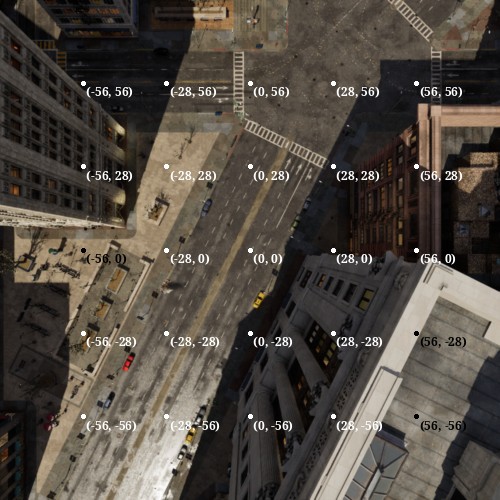 (-56, 56) (-28, 56) (0, 56) (28, 56) (56, 56)
(-56, 28) (-28, 28) (0, 28) (28, 28) (56, 28)
(-56, 0) (-28, 0) (0, 0) (28, 0) (56, 0)
(-56, -28) (-28, -28) (0, -28) (28, -28) (56, -28)
(-56, -56) (-28, -56) (0, -56) (28, -56) (56, -56)